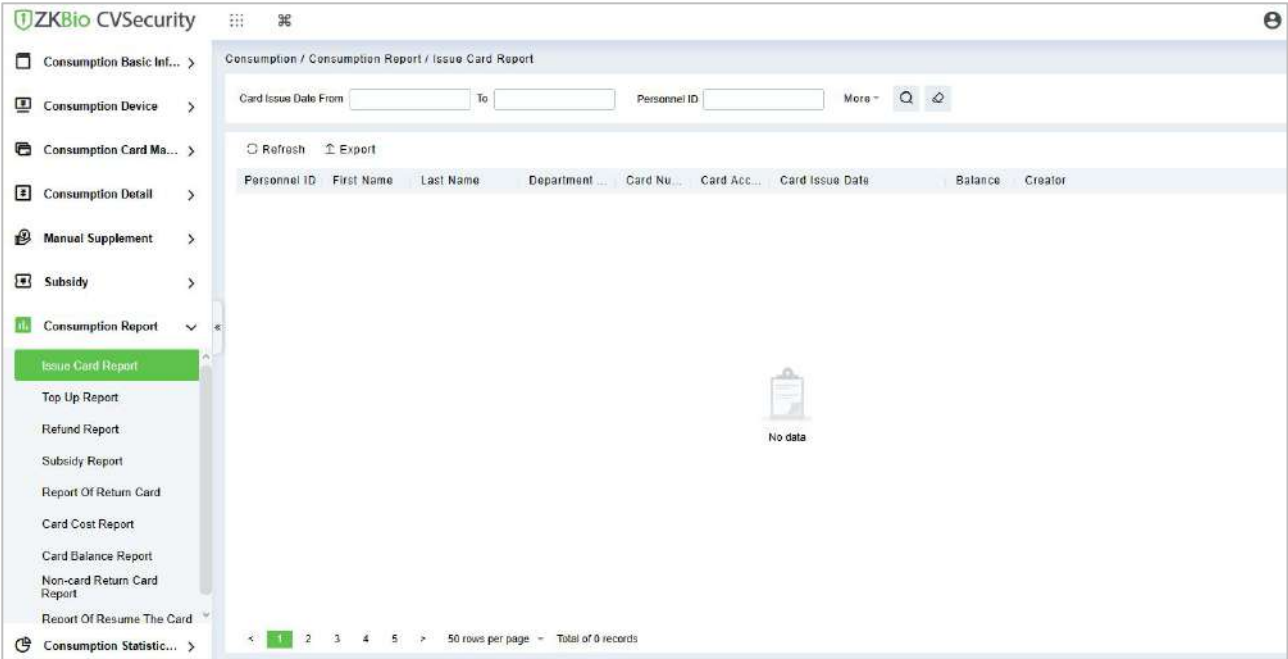 ZKBio CVSecurity
Consumption Basic Inf...
Consumption Device
Consumption Card Ma...
Consumption Detail
Manual Supplement
Subsidy
Consumption Report
Issue Card Report
Top Up Report
Refund Report
Subsidy Report
Report Of Return Card
Card Cost Report
Card Balance Report
Non-card Return Card
Report
Report Of Resume The Card
Consumption Statistic...
Consumption / Consumption Report / Issue Card Report
Card Issue Date From To Personnel ID More
Refresh Export
Personnel ID First Name Last Name Department ... Card Nu... Card Acc... Card Issue Date Balance Creator
No data
< 1 2 3 4 5 > 50 rows per page Total of 0 records